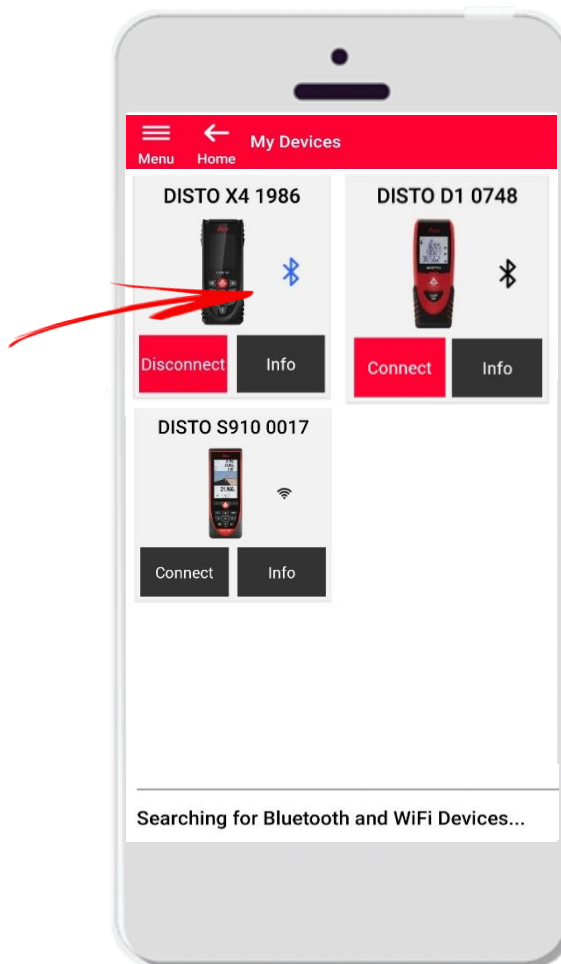 Menu
Home
My Devices
DISTO X4 1986
DISTO D1 0748
Disconnect
Info
Connect
Info
DISTO S910 0017
Connect
Info
Searching for Bluetooth and WiFi Devices...